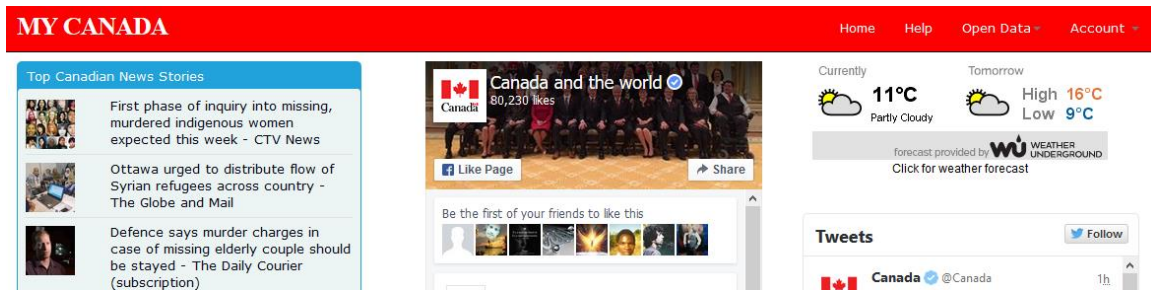 MY CANADA
Home
Help
Open Data
Account
Top Canadian News Stories
First phase of inquiry into missing,
murdered indigenous women
expected this week - CTV News
Ottawa urged to distribute flow of
Syrian refugees across country -
The Globe and Mail
Defence says murder charges in
case of missing elderly couple should
be stayed - The Daily Courier
(subscription)
Canada
Canada and the world
80,230 likes
Like Page
Share
Be the first of your friends to like this
Currently
11°C
Partly Cloudy
Tomorrow
High 16°C
Low 9°C
forecast provided by WU WEATHER
UNDERGROUND
Click for weather forecast
Tweets
Follow
Canada @Canada
1h